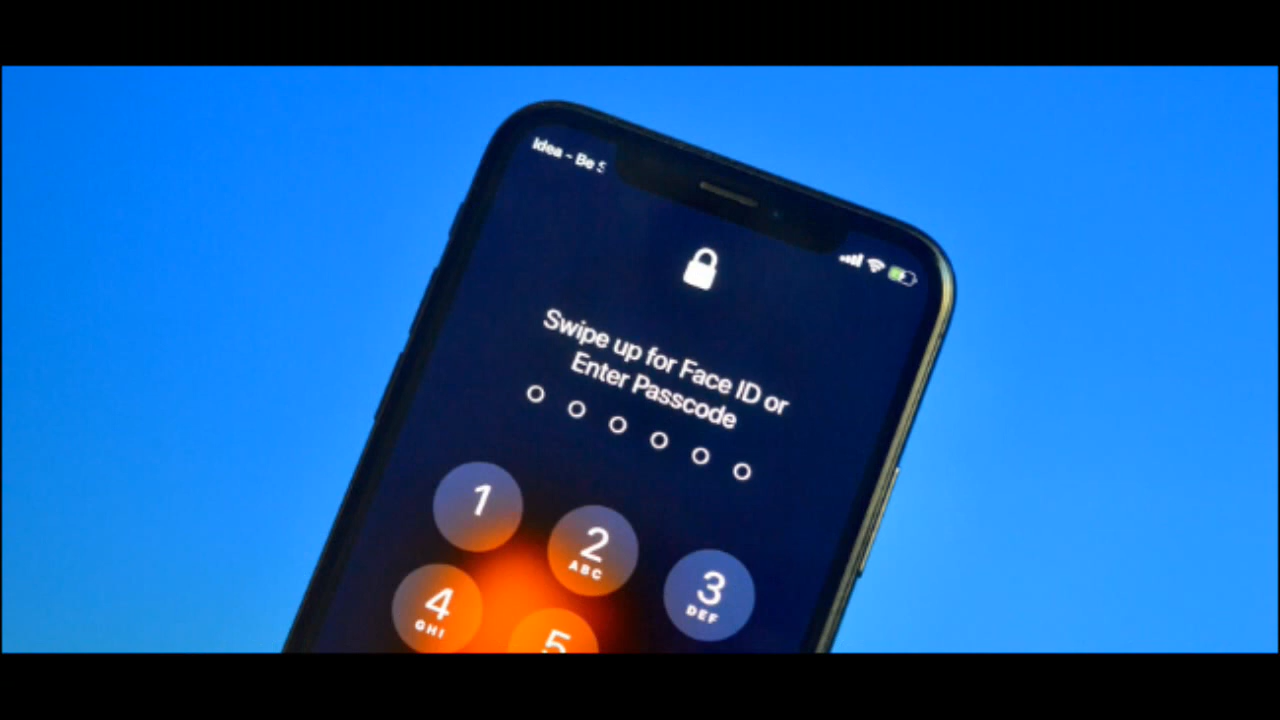 Idea - Be S
Swipe up for Face ID or
Enter Passcode
1
2
ABC
3
DEF
4
GHI
5